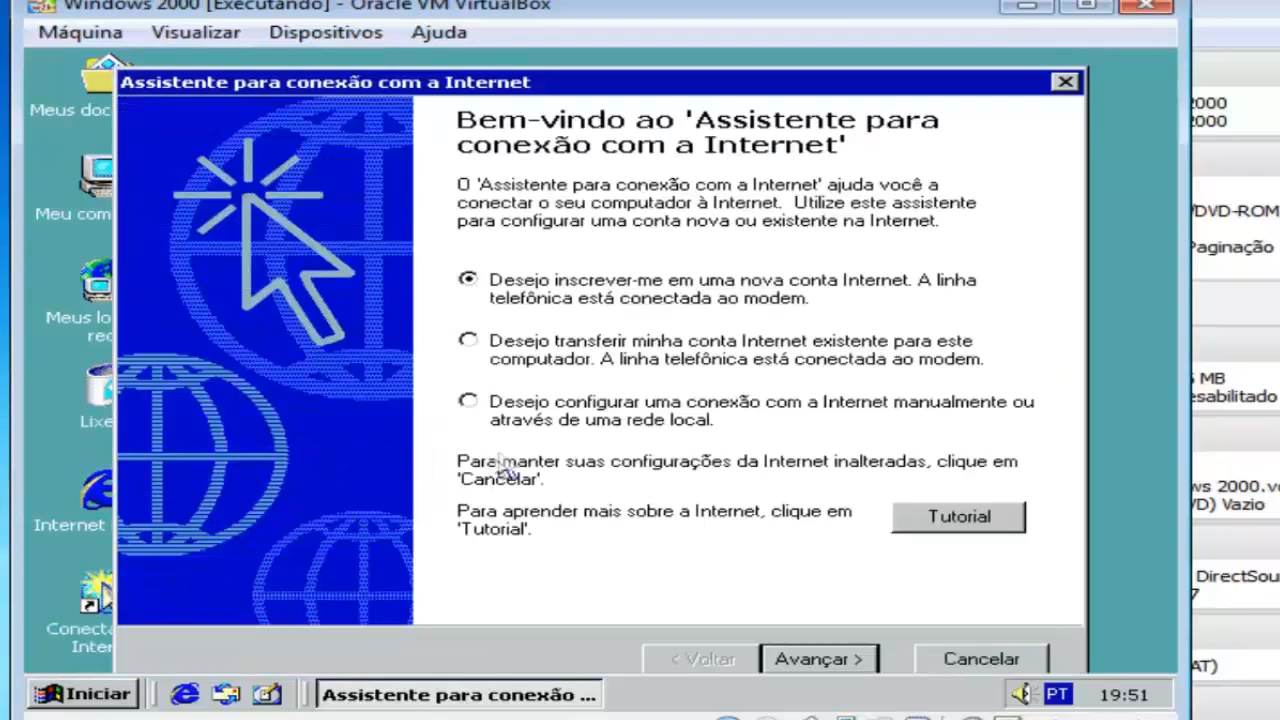 Windows 2000 [Executando] - Oracle VM VirtualBox
Máquina Visualizar Dispositivos Ajuda
Meus doc
Meu com
Meus l
rec
Lixe
Internet
Conecta
Inter
Assistente para conexão com a Internet
Bem-vindo ao 'Assistente para
conexão com a Internet'
O 'Assistente para conexão com a Internet' ajuda você a
conectar o seu computador à Internet. Utilize este assistente
para configurar uma conta nova ou existente na Internet.
Desejo inscrever-me em uma nova conta Internet. A linha
telefônica está conectada ao modem.
Desejo transferir minha conta Internet existente para este
computador. A linha telefônica está conectada ao modem.
Desejo configurar uma conexão com a Internet manualmente ou
através de uma rede local.
Para manter suas configurações da Internet inalteradas, clique em
'Cancelar'.
Para aprender mais sobre a Internet, clique em
'Tutorial'.
Tutorial
< Voltar
Avançar >
Cancelar
Iniciar
Assistente para conexão ...
PT
19:51
2000
2000
/DVD-ROM
Paginação
MB
esabilitado
ws 2000.v
VD) Vazio
DirectSou
7
AT)